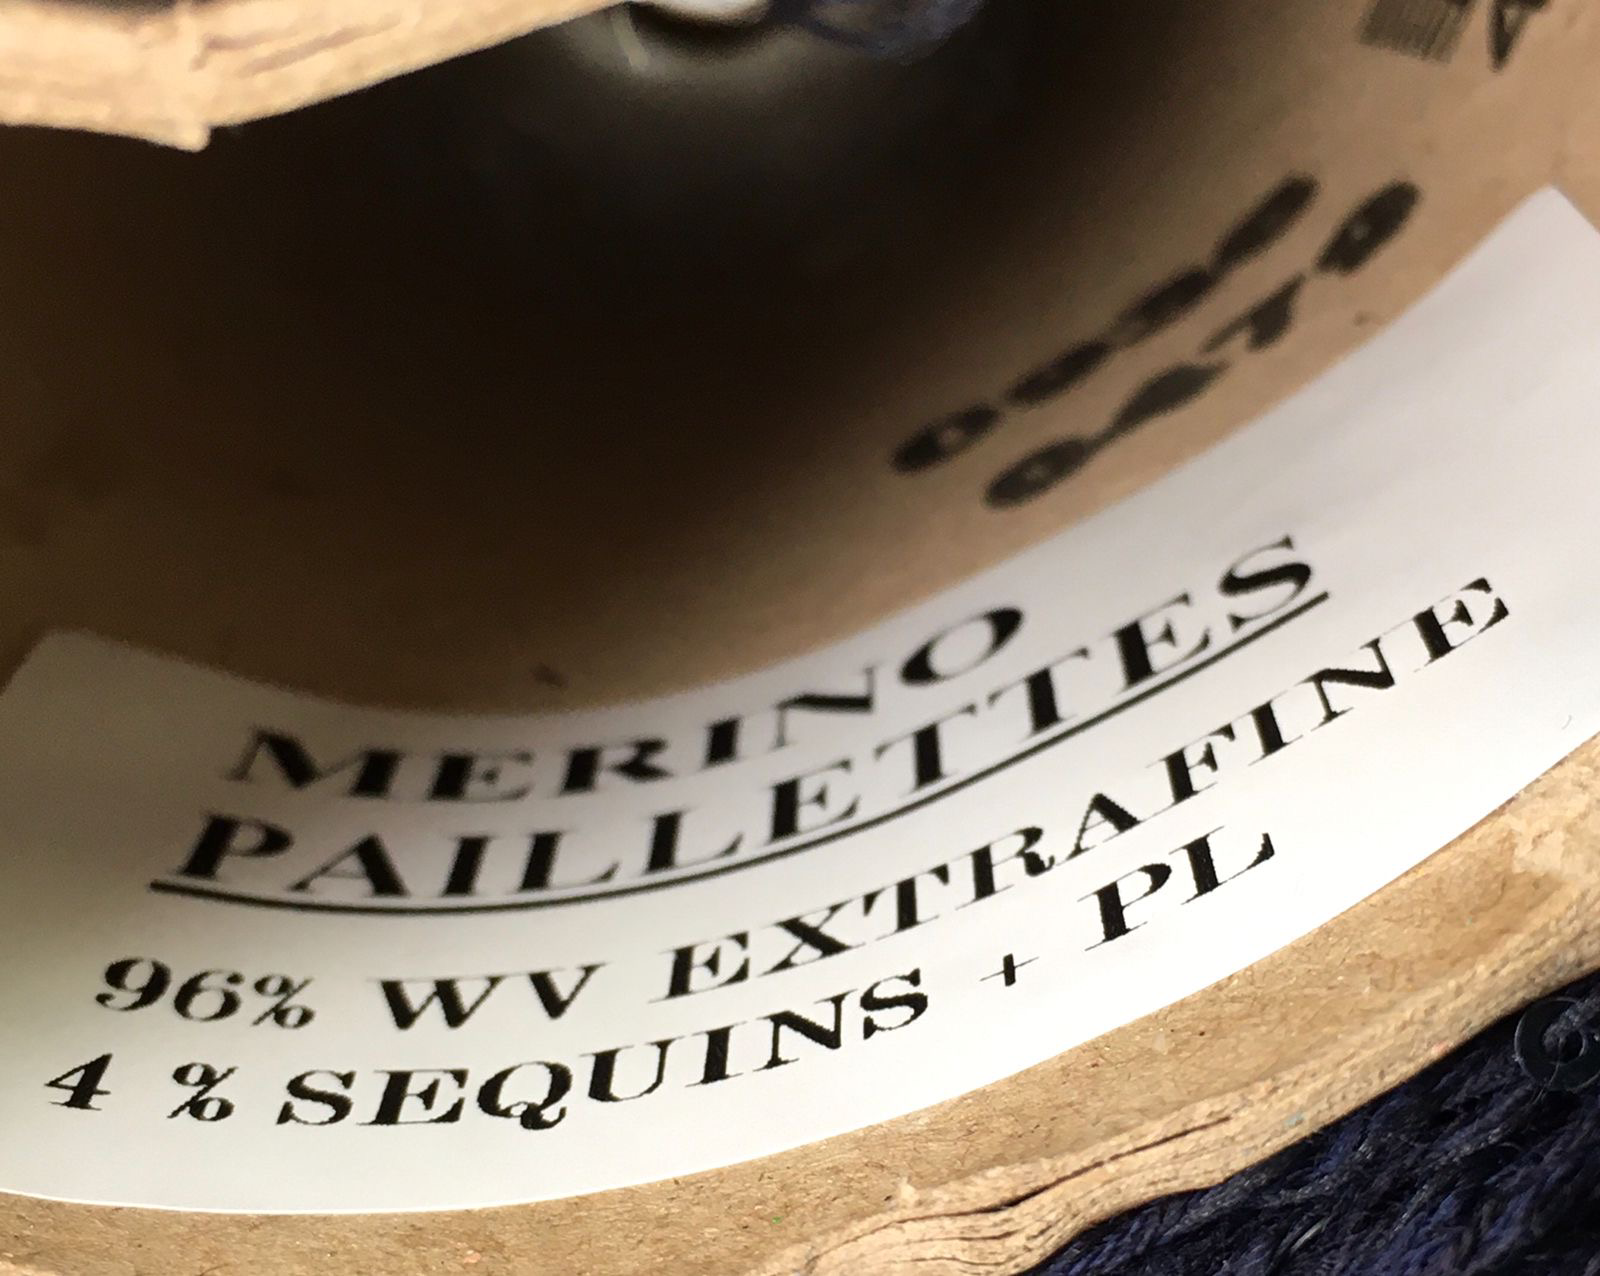 MERINO
PAILLETTES
96% WV EXTRAFINE
4 % SEQUINS + PL